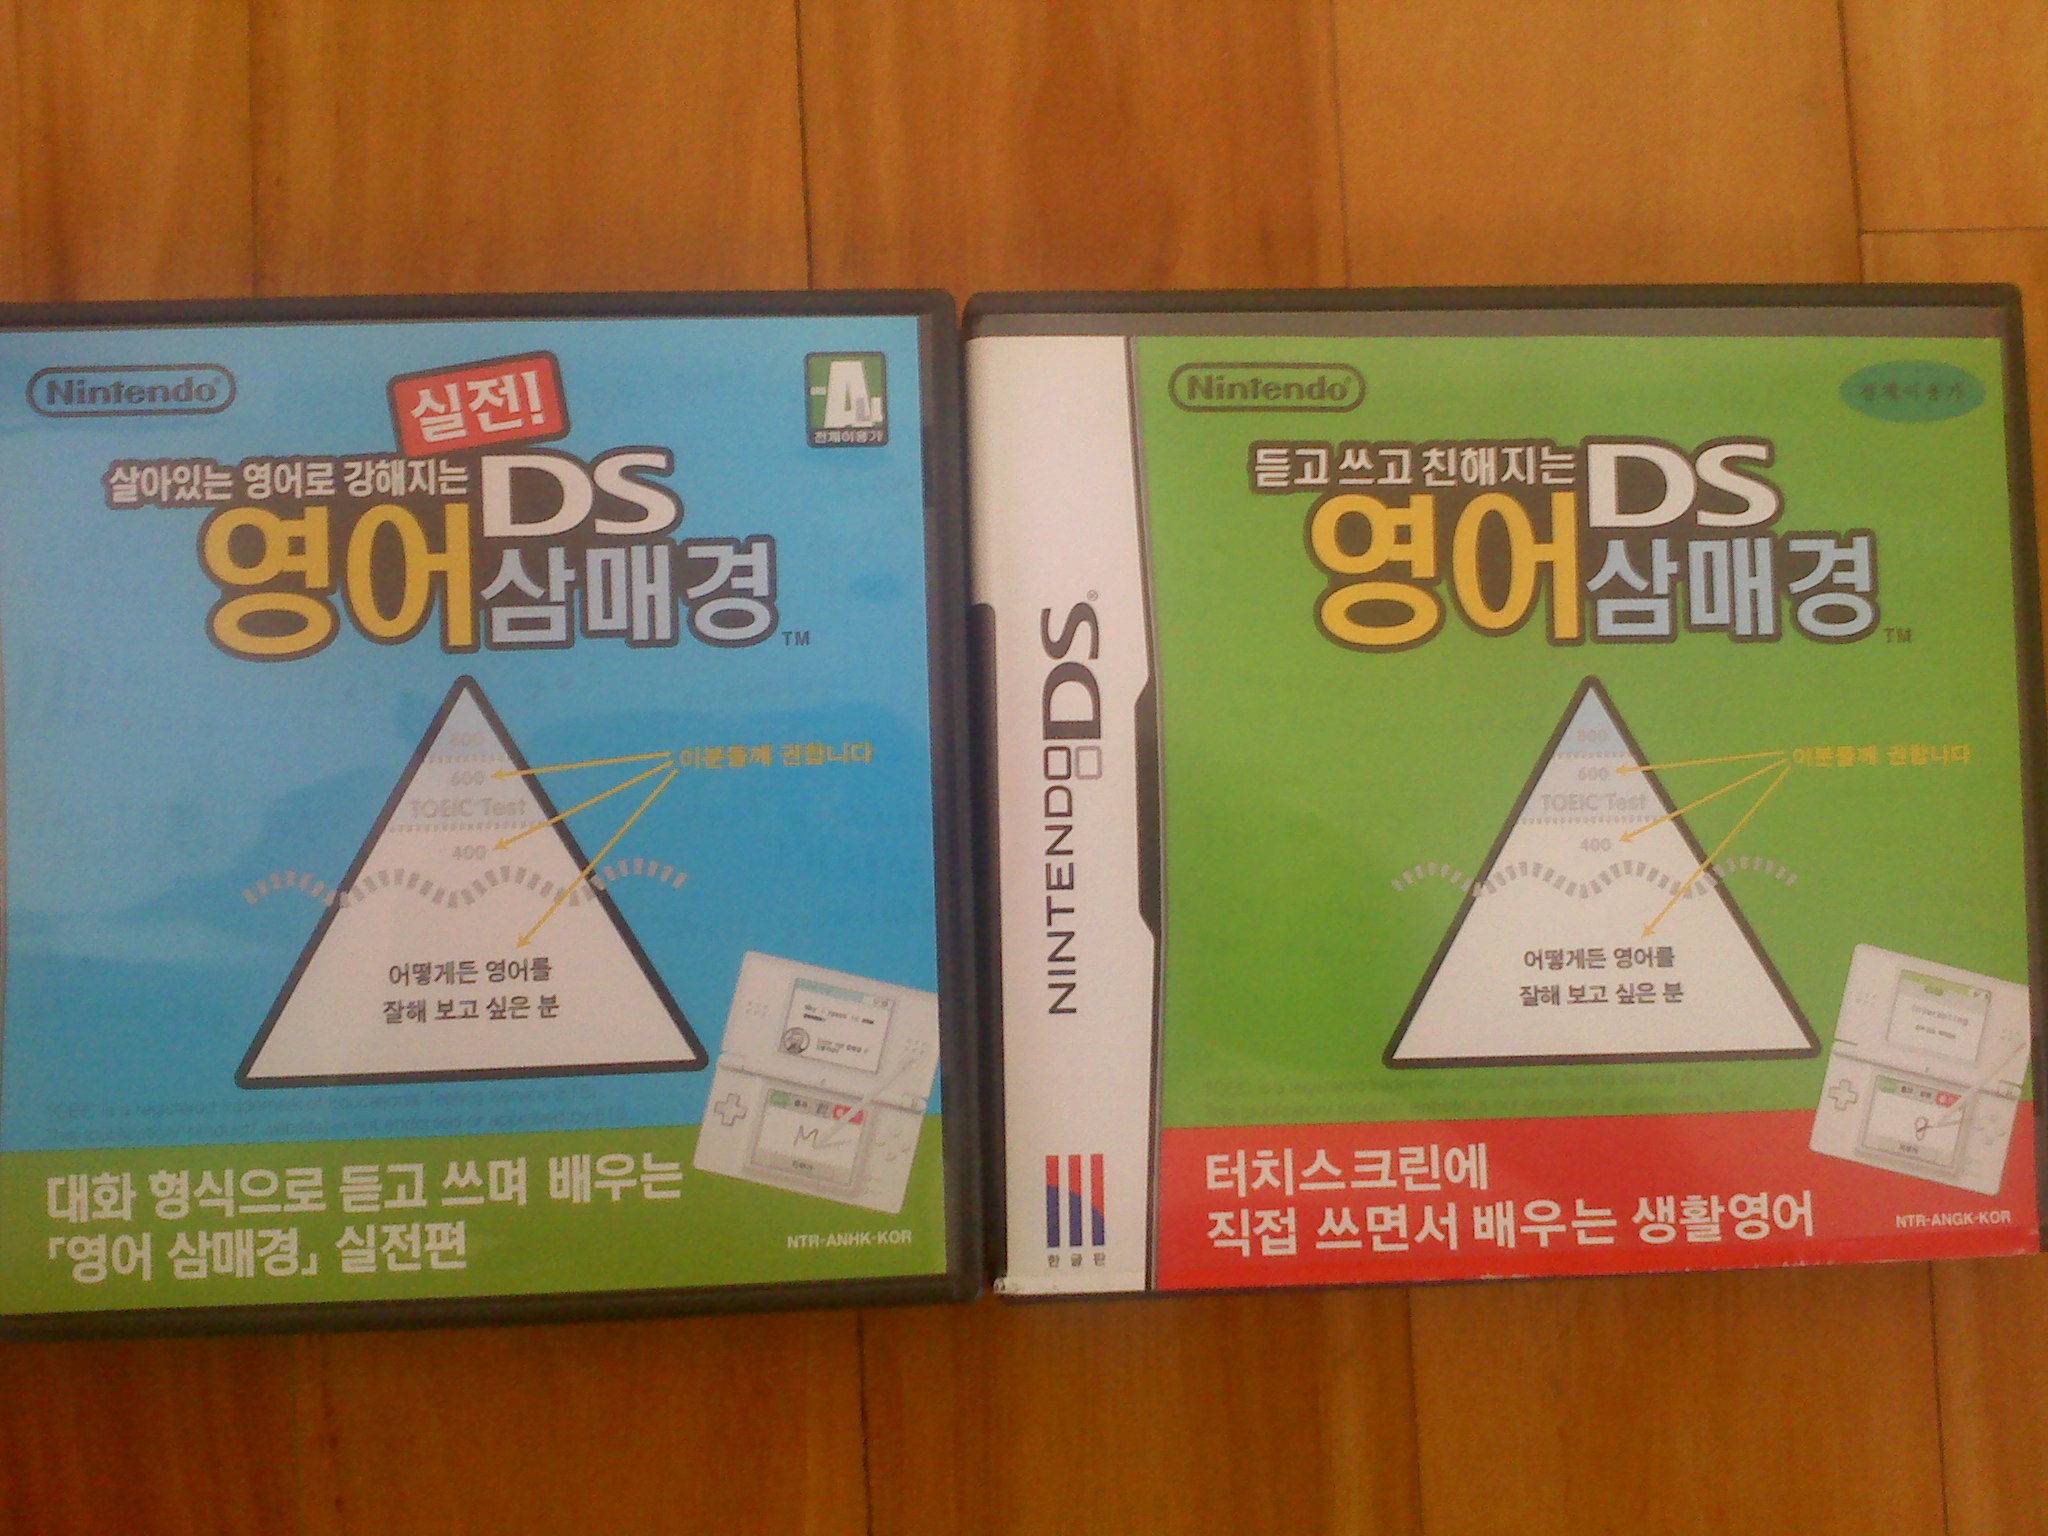 Nintendo
실전!
전체이용가
살아있는 영어로 강해지는 DS
영어삼매경 TM
800
600
TOEIC Test
400
이분들께 권합니다
어떻게든 영어를
잘해 보고 싶은 분
대화 형식으로 듣고 쓰며 배우는
「영어 삼매경」 실전편
NTR-ANHK-KOR
NINTENDO DS
한글판
Nintendo
전체이용가
듣고 쓰고 친해지는 DS
영어삼매경 TM
800
600
TOEIC Test
400
이분들께 권합니다
어떻게든 영어를
잘해 보고 싶은 분
터치스크린에
직접 쓰면서 배우는 생활영어
NTR-ANGK-KOR